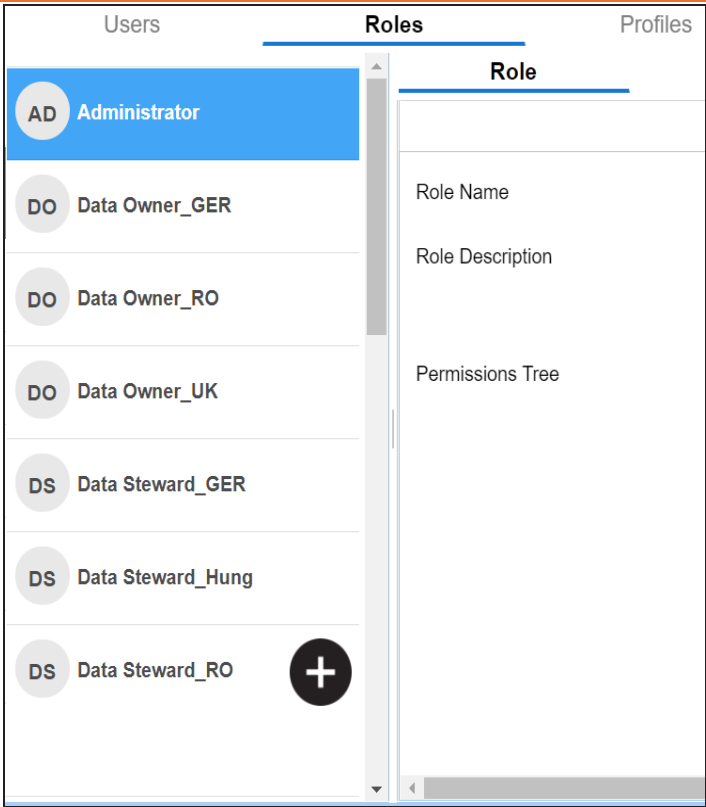 Users Roles Profiles
AD Administrator
DO Data Owner_GER
DO Data Owner_RO
DO Data Owner_UK
DS Data Steward_GER
DS Data Steward_Hung
DS Data Steward_RO
Role
Role Name
Role Description
Permissions Tree